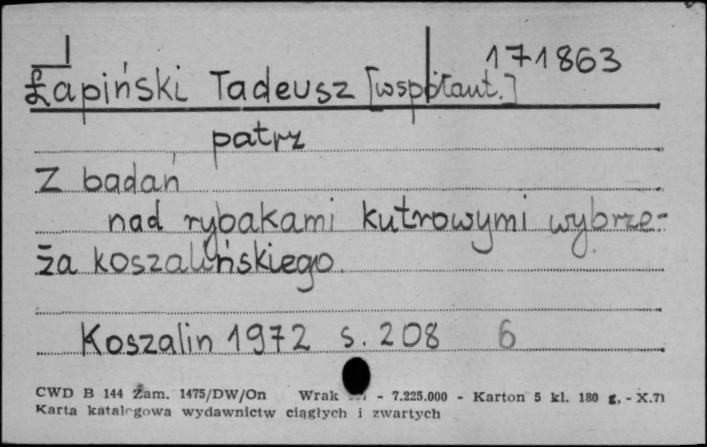 171863
Łapiński Tadeusz [współaut.]
patrz
Z badań
nad rybakami kutrowymi wybrze-
ża koszalińskiego.
Koszalin 1972 s. 208 6
CWD B 144 Zam. 1475/DW/On Wrak - 7.225.000 - Karton 5 kl. 180 g, - X.71
Karta katalogowa wydawnictw ciągłych i zwartych